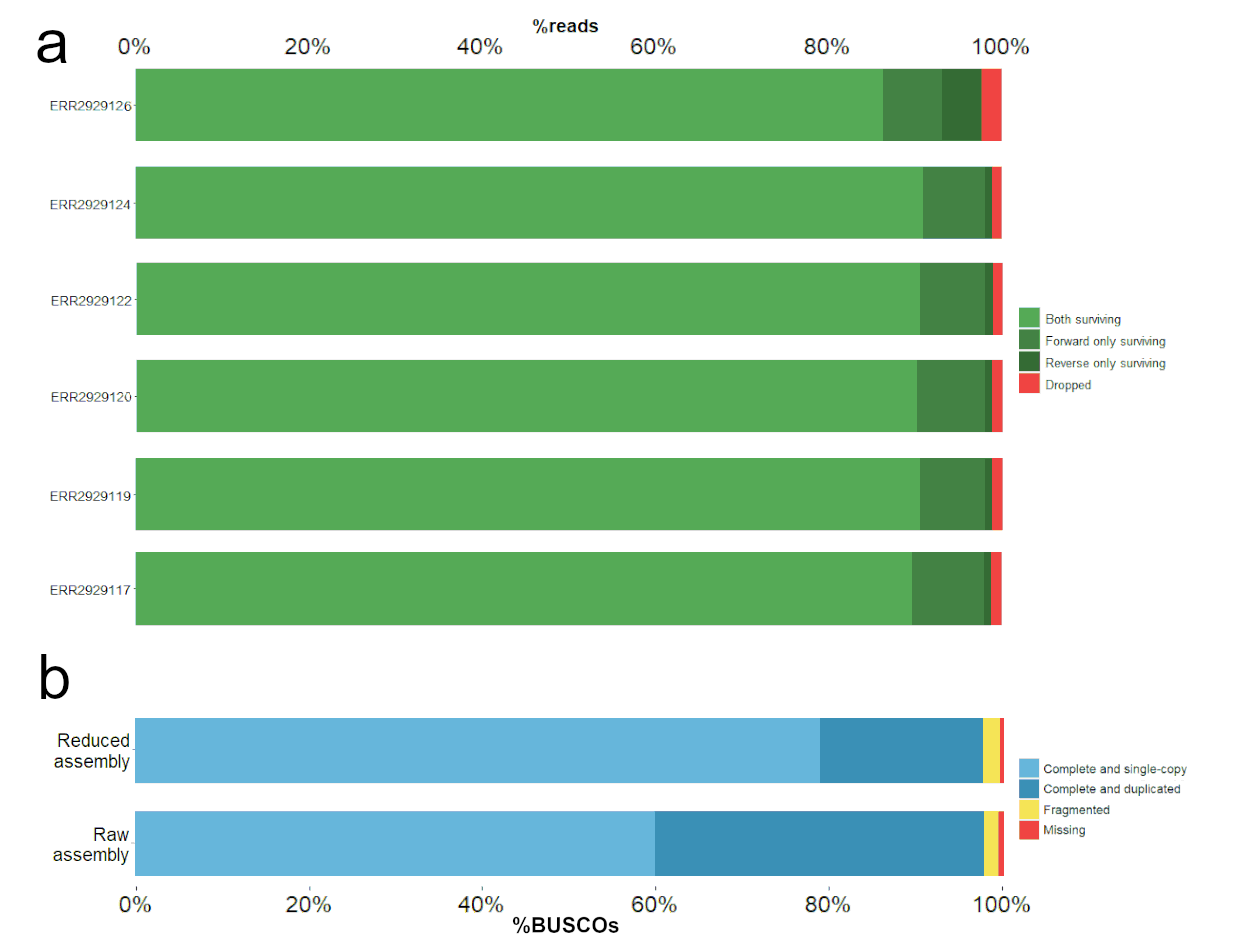 a
%reads
0% 20% 40% 60% 80% 100%
ERR2929126
ERR2929124
ERR2929122
ERR2929120
ERR2929119
ERR2929117
Both surviving
Forward only surviving
Reverse only surviving
Dropped
b
Reduced
assembly
Raw
assembly
Complete and single-copy
Complete and duplicated
Fragmented
Missing
0% 20% 40% 60% 80% 100%
%BUSCOs